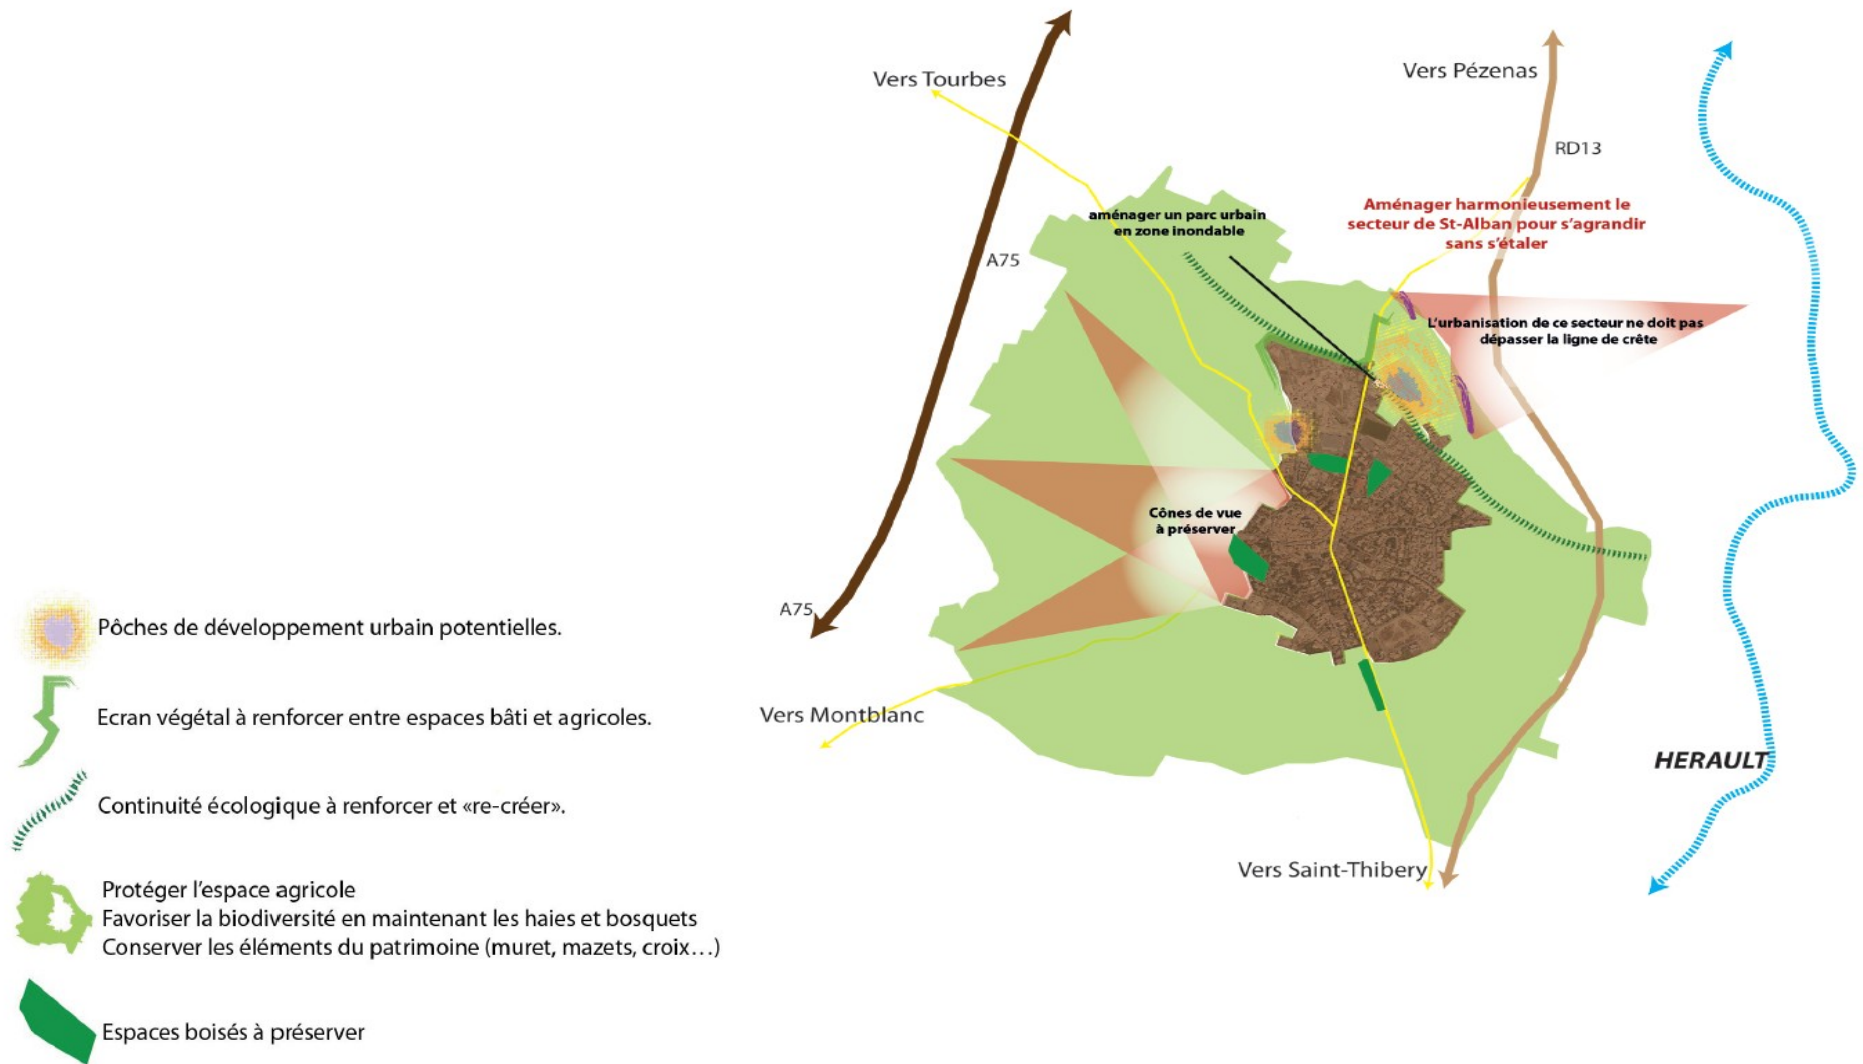 Vers Tourbes
Vers Pézenas
RD13
aménager un parc urbain
en zone inondable
Aménager harmonieusement le
secteur de St-Alban pour s'agrandir
sans s'étaler
A75
L'urbanisation de ce secteur ne doit pas
dépasser la ligne de crête
Cônes de vue
à préserver
A75
Vers Montblanc
HERAULT
Vers Saint-Thibery
Pôches de développement urbain potentielles.
Ecran végétal à renforcer entre espaces bâti et agricoles.
Continuité écologique à renforcer et «re-créer».
Protéger l'espace agricole
Favoriser la biodiversité en maintenant les haies et bosquets
Conserver les éléments du patrimoine (muret, mazets, croix…)
Espaces boisés à préserver